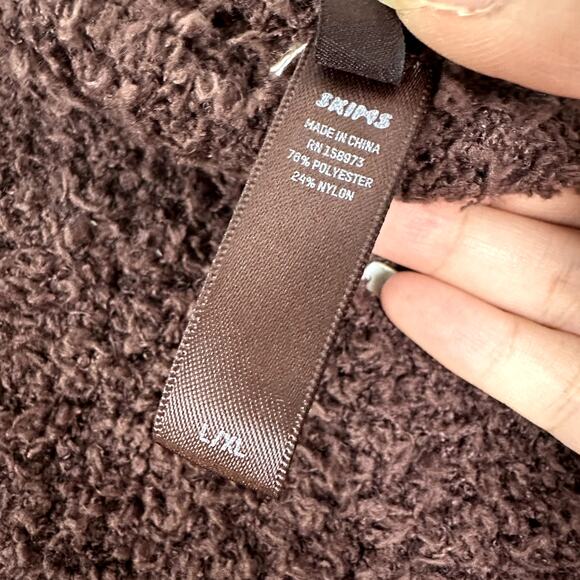 SKIMS
MADE IN CHINA
RN 158973
76% POLYESTER
24% NYLON
L/XL